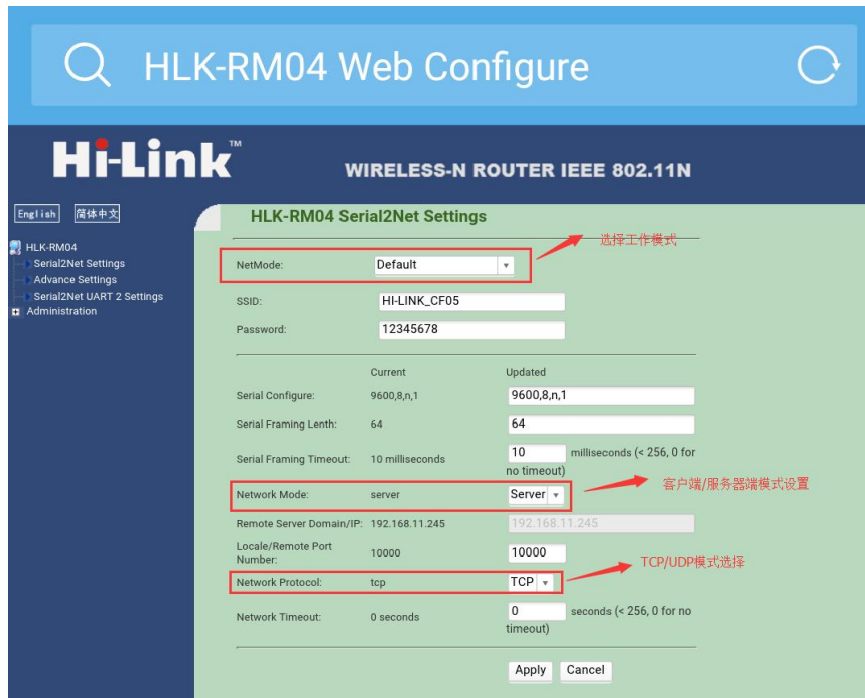 HLK-RM04 Web Configure
Hi-Link™
WIRELESS-N ROUTER IEEE 802.11N
English 简体中文
HLK-RM04
Serial2Net Settings
Advance Settings
Serial2Net UART 2 Settings
Administration
HLK-RM04 Serial2Net Settings
选择工作模式
NetMode: Default
SSID: HI-LINK_CF05
Password: 12345678
Current Updated
Serial Configure: 9600,8,n,1 9600,8,n,1
Serial Framing Lenth: 64 64
Serial Framing Timeout: 10 milliseconds 10 milliseconds (< 256, 0 for
no timeout)
客户端/服务器端模式设置
Network Mode: server Server
Remote Server Domain/IP: 192.168.11.245 192.168.11.245
Locale/Remote Port
Number: 10000 10000
TCP/UDP模式选择
Network Protocol: tcp TCP
Network Timeout: 0 seconds 0 seconds (< 256, 0 for no
timeout)
Apply Cancel